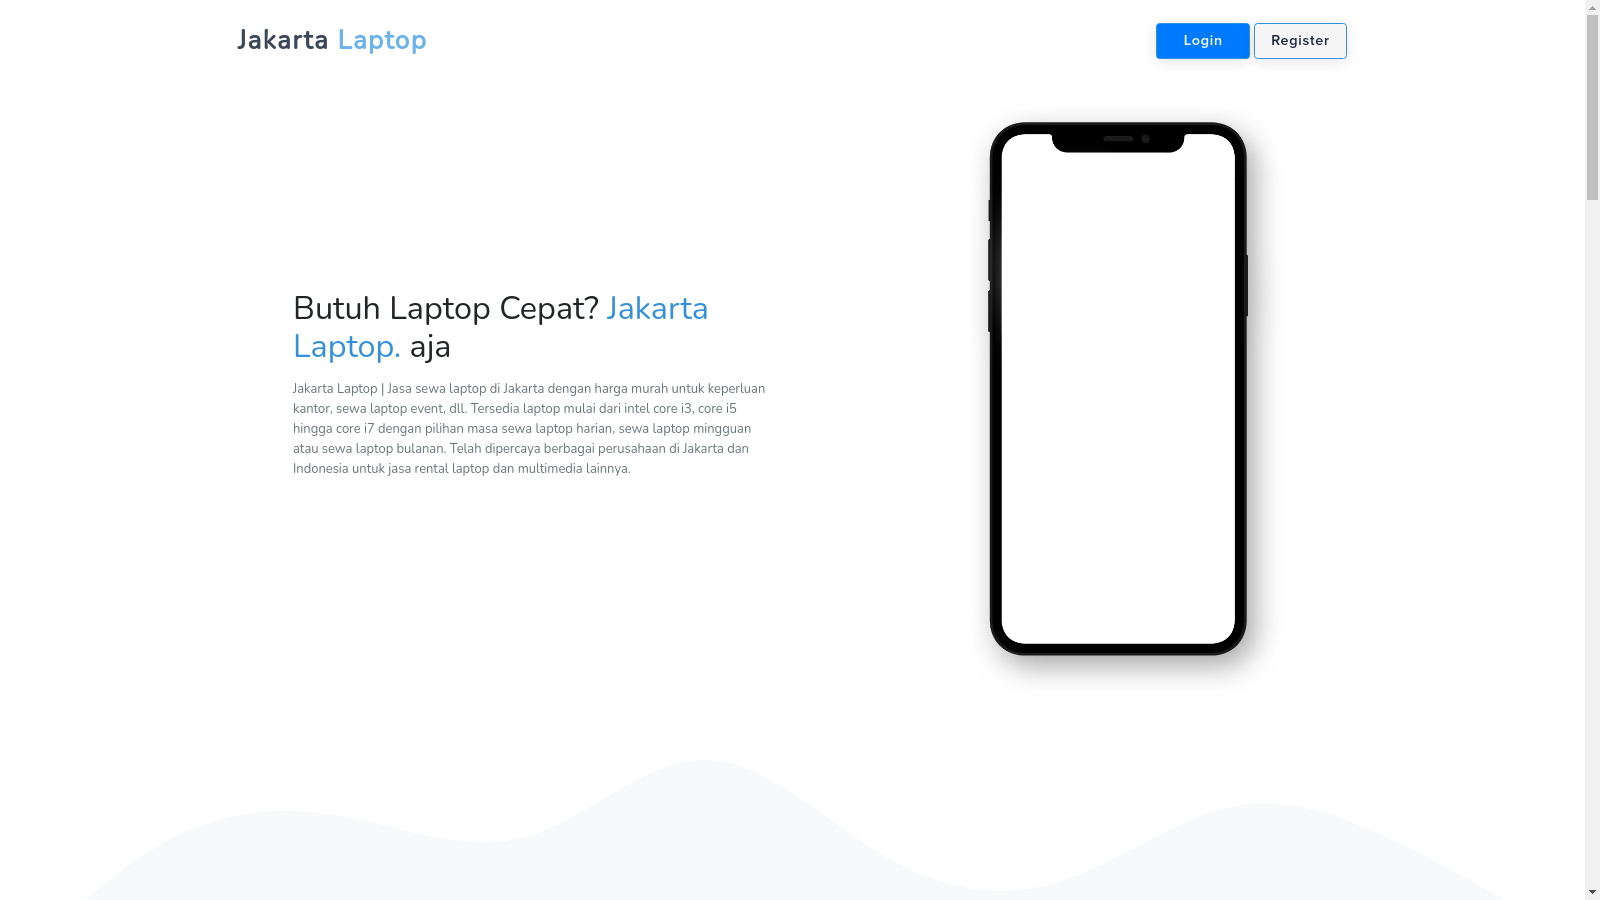 Jakarta Laptop
Login
Register
Butuh Laptop Cepat? Jakarta
Laptop. aja
Jakarta Laptop | Jasa sewa laptop di Jakarta dengan harga murah untuk keperluan
kantor, sewa laptop event, dll. Tersedia laptop mulai dari intel core i3, core i5
hingga core i7 dengan pilihan masa sewa laptop harian, sewa laptop mingguan
atau sewa laptop bulanan. Telah dipercaya berbagai perusahaan di Jakarta dan
Indonesia untuk jasa rental laptop dan multimedia lainnya.